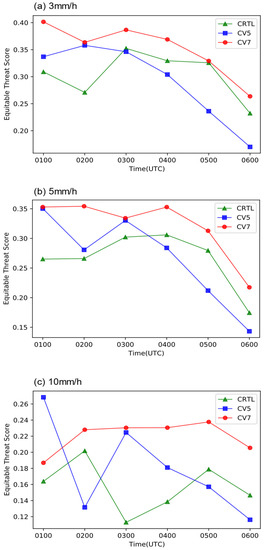 (a) 3mm/h
CRTL
CV5
CV7
Equitable Threat Score
0.40
0.35
0.30
0.25
0.20
0100 0200 0300 0400 0500 0600
Time(UTC)
(b) 5mm/h
CRTL
CV5
CV7
Equitable Threat Score
0.35
0.30
0.25
0.20
0.15
0100 0200 0300 0400 0500 0600
Time(UTC)
(c) 10mm/h
CRTL
CV5
CV7
Equitable Threat Score
0.26
0.24
0.22
0.20
0.18
0.16
0.14
0.12
0100 0200 0300 0400 0500 0600
Time(UTC)